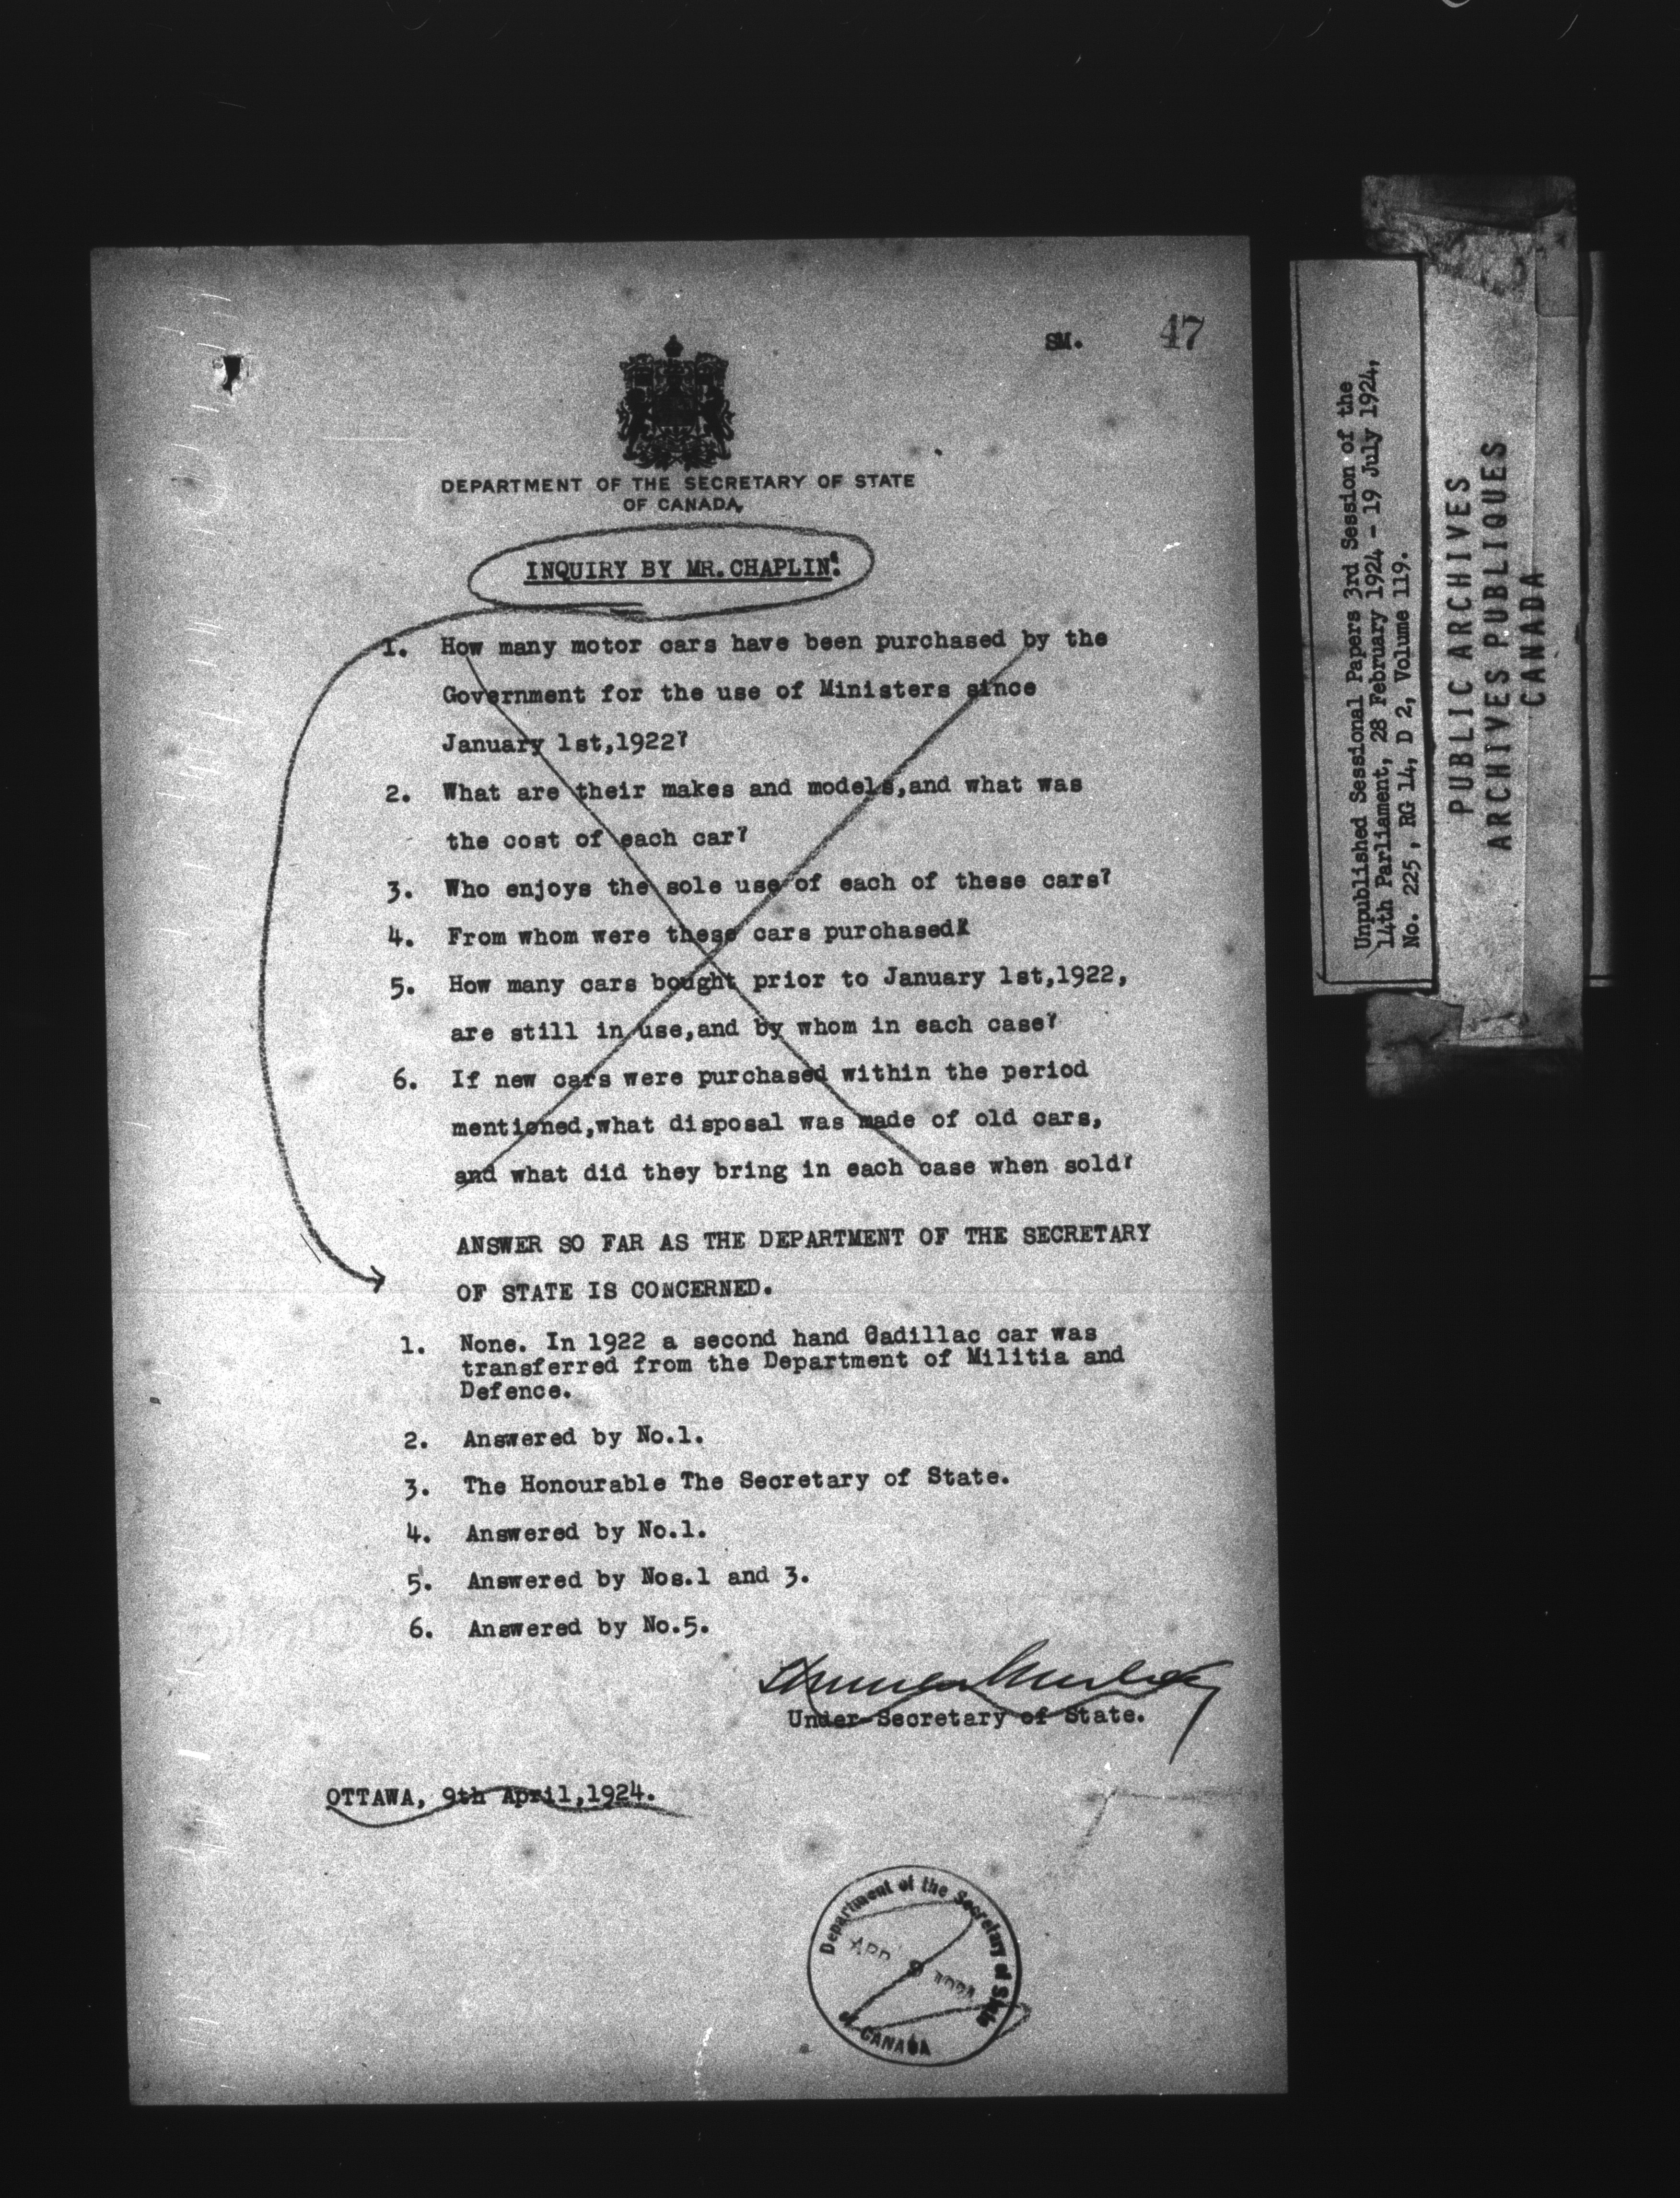 SM. 47
DEPARTMENT OF THE SECRETARY OF STATE
OF CANADA
INQUIRY BY MR.CHAPLIN:
1. How many motor cars have been purchased by the
Government for the use of Ministers since
January 1st,1922?
2. What are their makes and models,and what was
the cost of each car?
3. Who enjoys the sole use of each of these cars?
4. From whom were these cars purchased?
5. How many cars bought prior to January 1st,1922,
are still in use,and by whom in each case?
6. If new cars were purchased within the period
mentioned,what disposal was made of old cars,
and what did they bring in each case when sold?
ANSWER SO FAR AS THE DEPARTMENT OF THE SECRETARY
OF STATE IS CONCERNED.
1. None. In 1922 a second hand Cadillac car was
transferred from the Department of Militia and
Defence.
2. Answered by No.1.
3. The Honourable The Secretary of State.
4. Answered by No.1.
5. Answered by Nos.1 and 3.
6. Answered by No.5.
Under-Secretary of State.
OTTAWA, 9th April,1924.
Department of the Secretary of State
APR 9 1924
of CANADA
Unpublished Sessional Papers 3rd Session of the
14th Parliament, 28 February 1924 - 19 July 1924,
No. 225 , RG 14, D 2, Volume 119.
PUBLIC ARCHIVES
ARCHIVES PUBLIQUES
CANADA